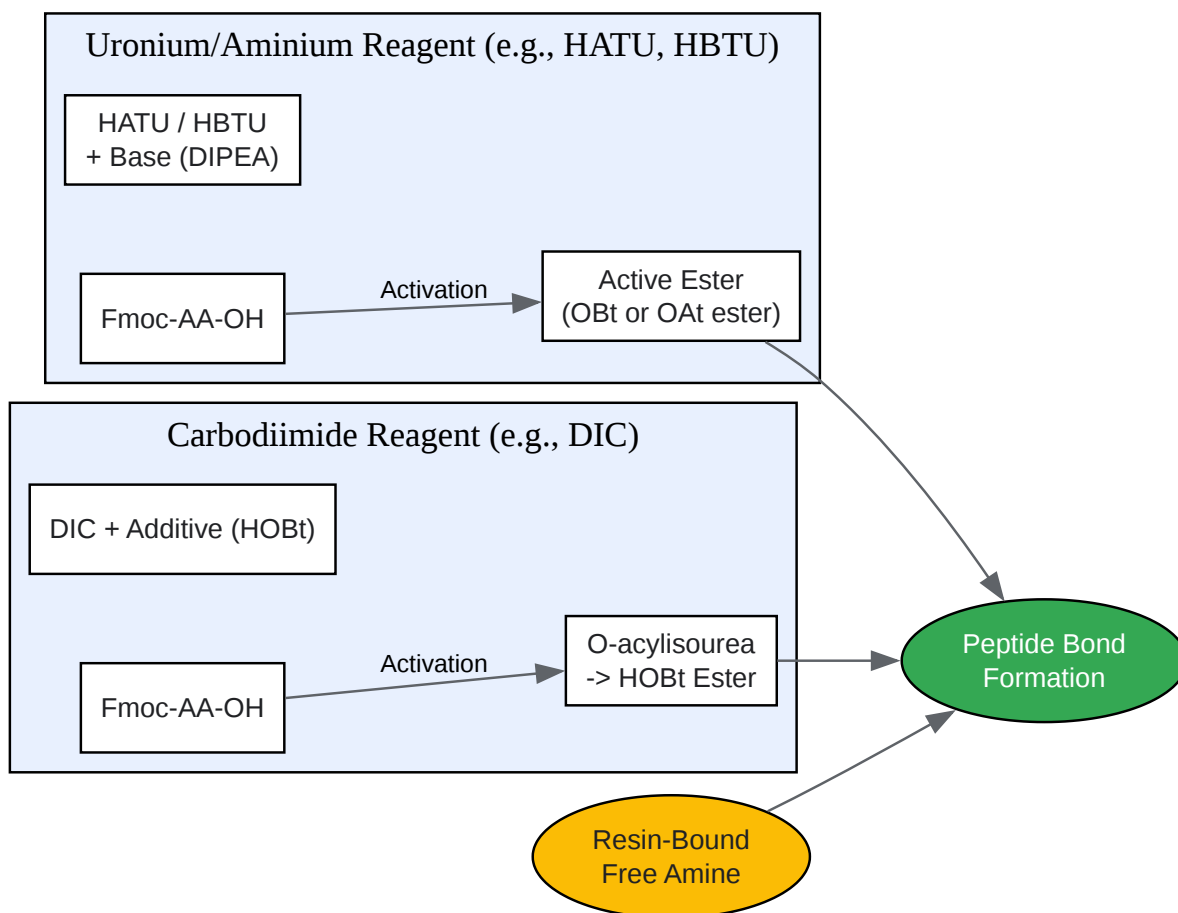 Uronium/Aminium Reagent (e.g., HATU, HBTU)
HATU / HBTU
+ Base (DIPEA)
Fmoc-AA-OH
Activation
Active Ester
(OBt or OAt ester)
Carbodiimide Reagent (e.g., DIC)
DIC + Additive (HOBt)
Fmoc-AA-OH
Activation
O-acylisourea
-> HOBt Ester
Peptide Bond
Formation
Resin-Bound
Free Amine